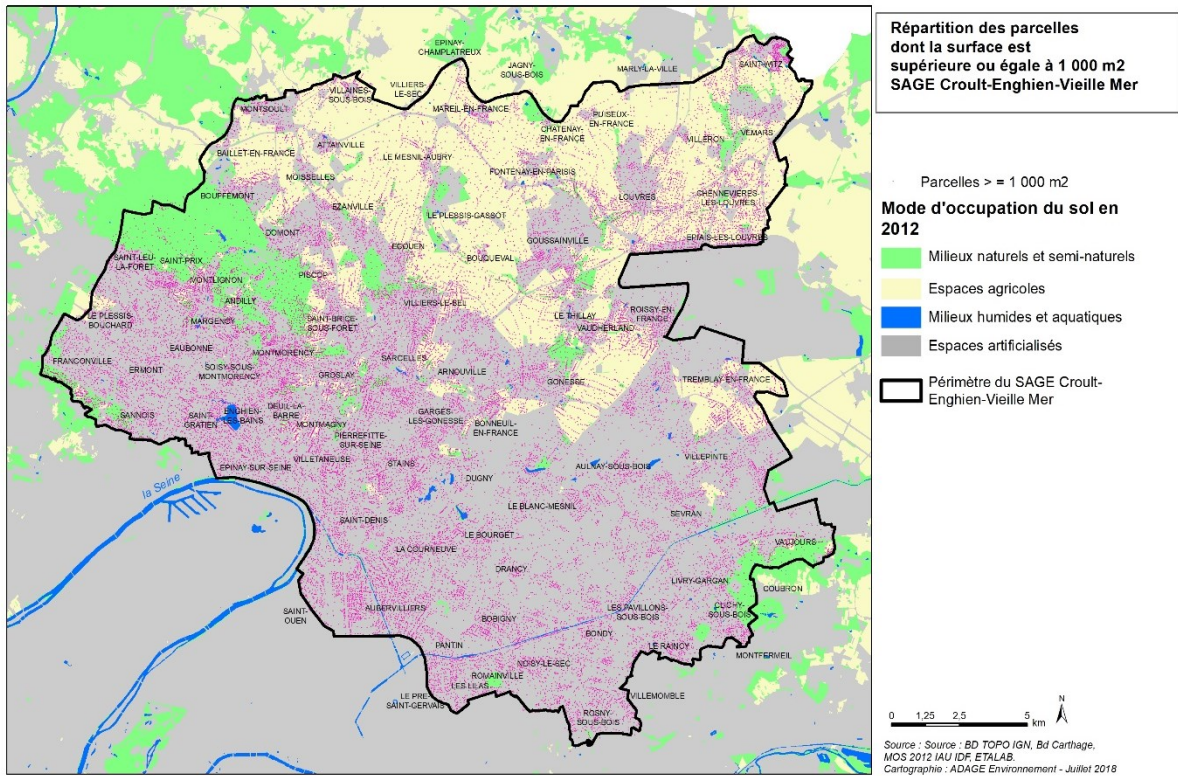 Répartition des parcelles
dont la surface est
supérieure ou égale à 1 000 m2
SAGE Croult-Enghien-Vieille Mer
Parcelles > = 1 000 m2
Mode d'occupation du sol en
2012
Milieux naturels et semi-naturels
Espaces agricoles
Milieux humides et aquatiques
Espaces artificialisés
Périmètre du SAGE Croult-
Enghien-Vieille Mer
N
0 1,25 2,5 5
km
Source : Source : BD TOPO IGN, Bd Carthage,
MOS 2012 IAU IDF, ETALAB.
Cartographie : ADAGE Environnement - Juillet 2018
EPINAY-
CHAMPLATREUX
JAGNY-
SOUS-BOIS
MARLY-LA-VILLE
SAINT-WITZ
VILLAINES-
SOUS-BOIS
VILLIERS-
LE-SEC
MONTSOULT
MAREIL-EN-FRANCE
PUISEUX-
EN-FRANCE
CHATENAY-
EN-FRANCE
VEMARS
VILLERON
ATTAINVILLE
BAILLET-EN-FRANCE
LE MESNIL-AUBRY
MOISSELLES
FONTENAY-EN-PARISIS
BOUFFEMONT
LOUVRES
CHENNEVIERES-
LES-LOUVRES
EZANVILLE
LE PLESSIS-GASSOT
DOMONT
GOUSSAINVILLE
EPIAIS-LES-LOUVRES
ECOUEN
BOUQUEVAL
SAINT-LEU-
LA-FORET
SAINT-PRIX
PISCOP
MONTLIGNON
ANDILLY
VILLIERS-LE-BEL
LE PLESSIS-
BOUCHARD
MARGENCY
SAINT-BRICE-
SOUS-FORET
LE THILLAY
VAUDHERLAND
ROISSY-EN-
FRANCE
EAUBONNE
MONTMORENCY
SARCELLES
FRANCONVILLE
ERMONT
SOISY-SOUS-
MONTMORENCY
GROSLAY
ARNOUVILLE
GONESSE
TREMBLAY-EN-FRANCE
SANNOIS
SAINT-
GRATIEN
ENGHIEN-
LES-BAINS
DEUIL-LA-
BARRE
MONTMAGNY
GARGES-
LES-GONESSE
BONNEUIL-
EN-FRANCE
PIERREFITTE-
SUR-SEINE
EPINAY-SUR-SEINE
VILLETANEUSE
STAINS
DUGNY
AULNAY-SOUS-BOIS
VILLEPINTE
la Seine
LE BLANC-MESNIL
SEVRAN
SAINT-DENIS
LE BOURGET
VAUJOURS
LA COURNEUVE
DRANCY
LIVRY-GARGAN
COUBRON
SAINT-
OUEN
AUBERVILLIERS
BOBIGNY
LES PAVILLONS-
SOUS-BOIS
CLICHY-
SOUS-BOIS
BONDY
PANTIN
LE RAINCY
MONTFERMEIL
NOISY-LE-SEC
ROMAINVILLE
LES LILAS
LE PRE-
SAINT-GERVAIS
VILLEMOMBLE
ROSNY-
SOUS-BOIS